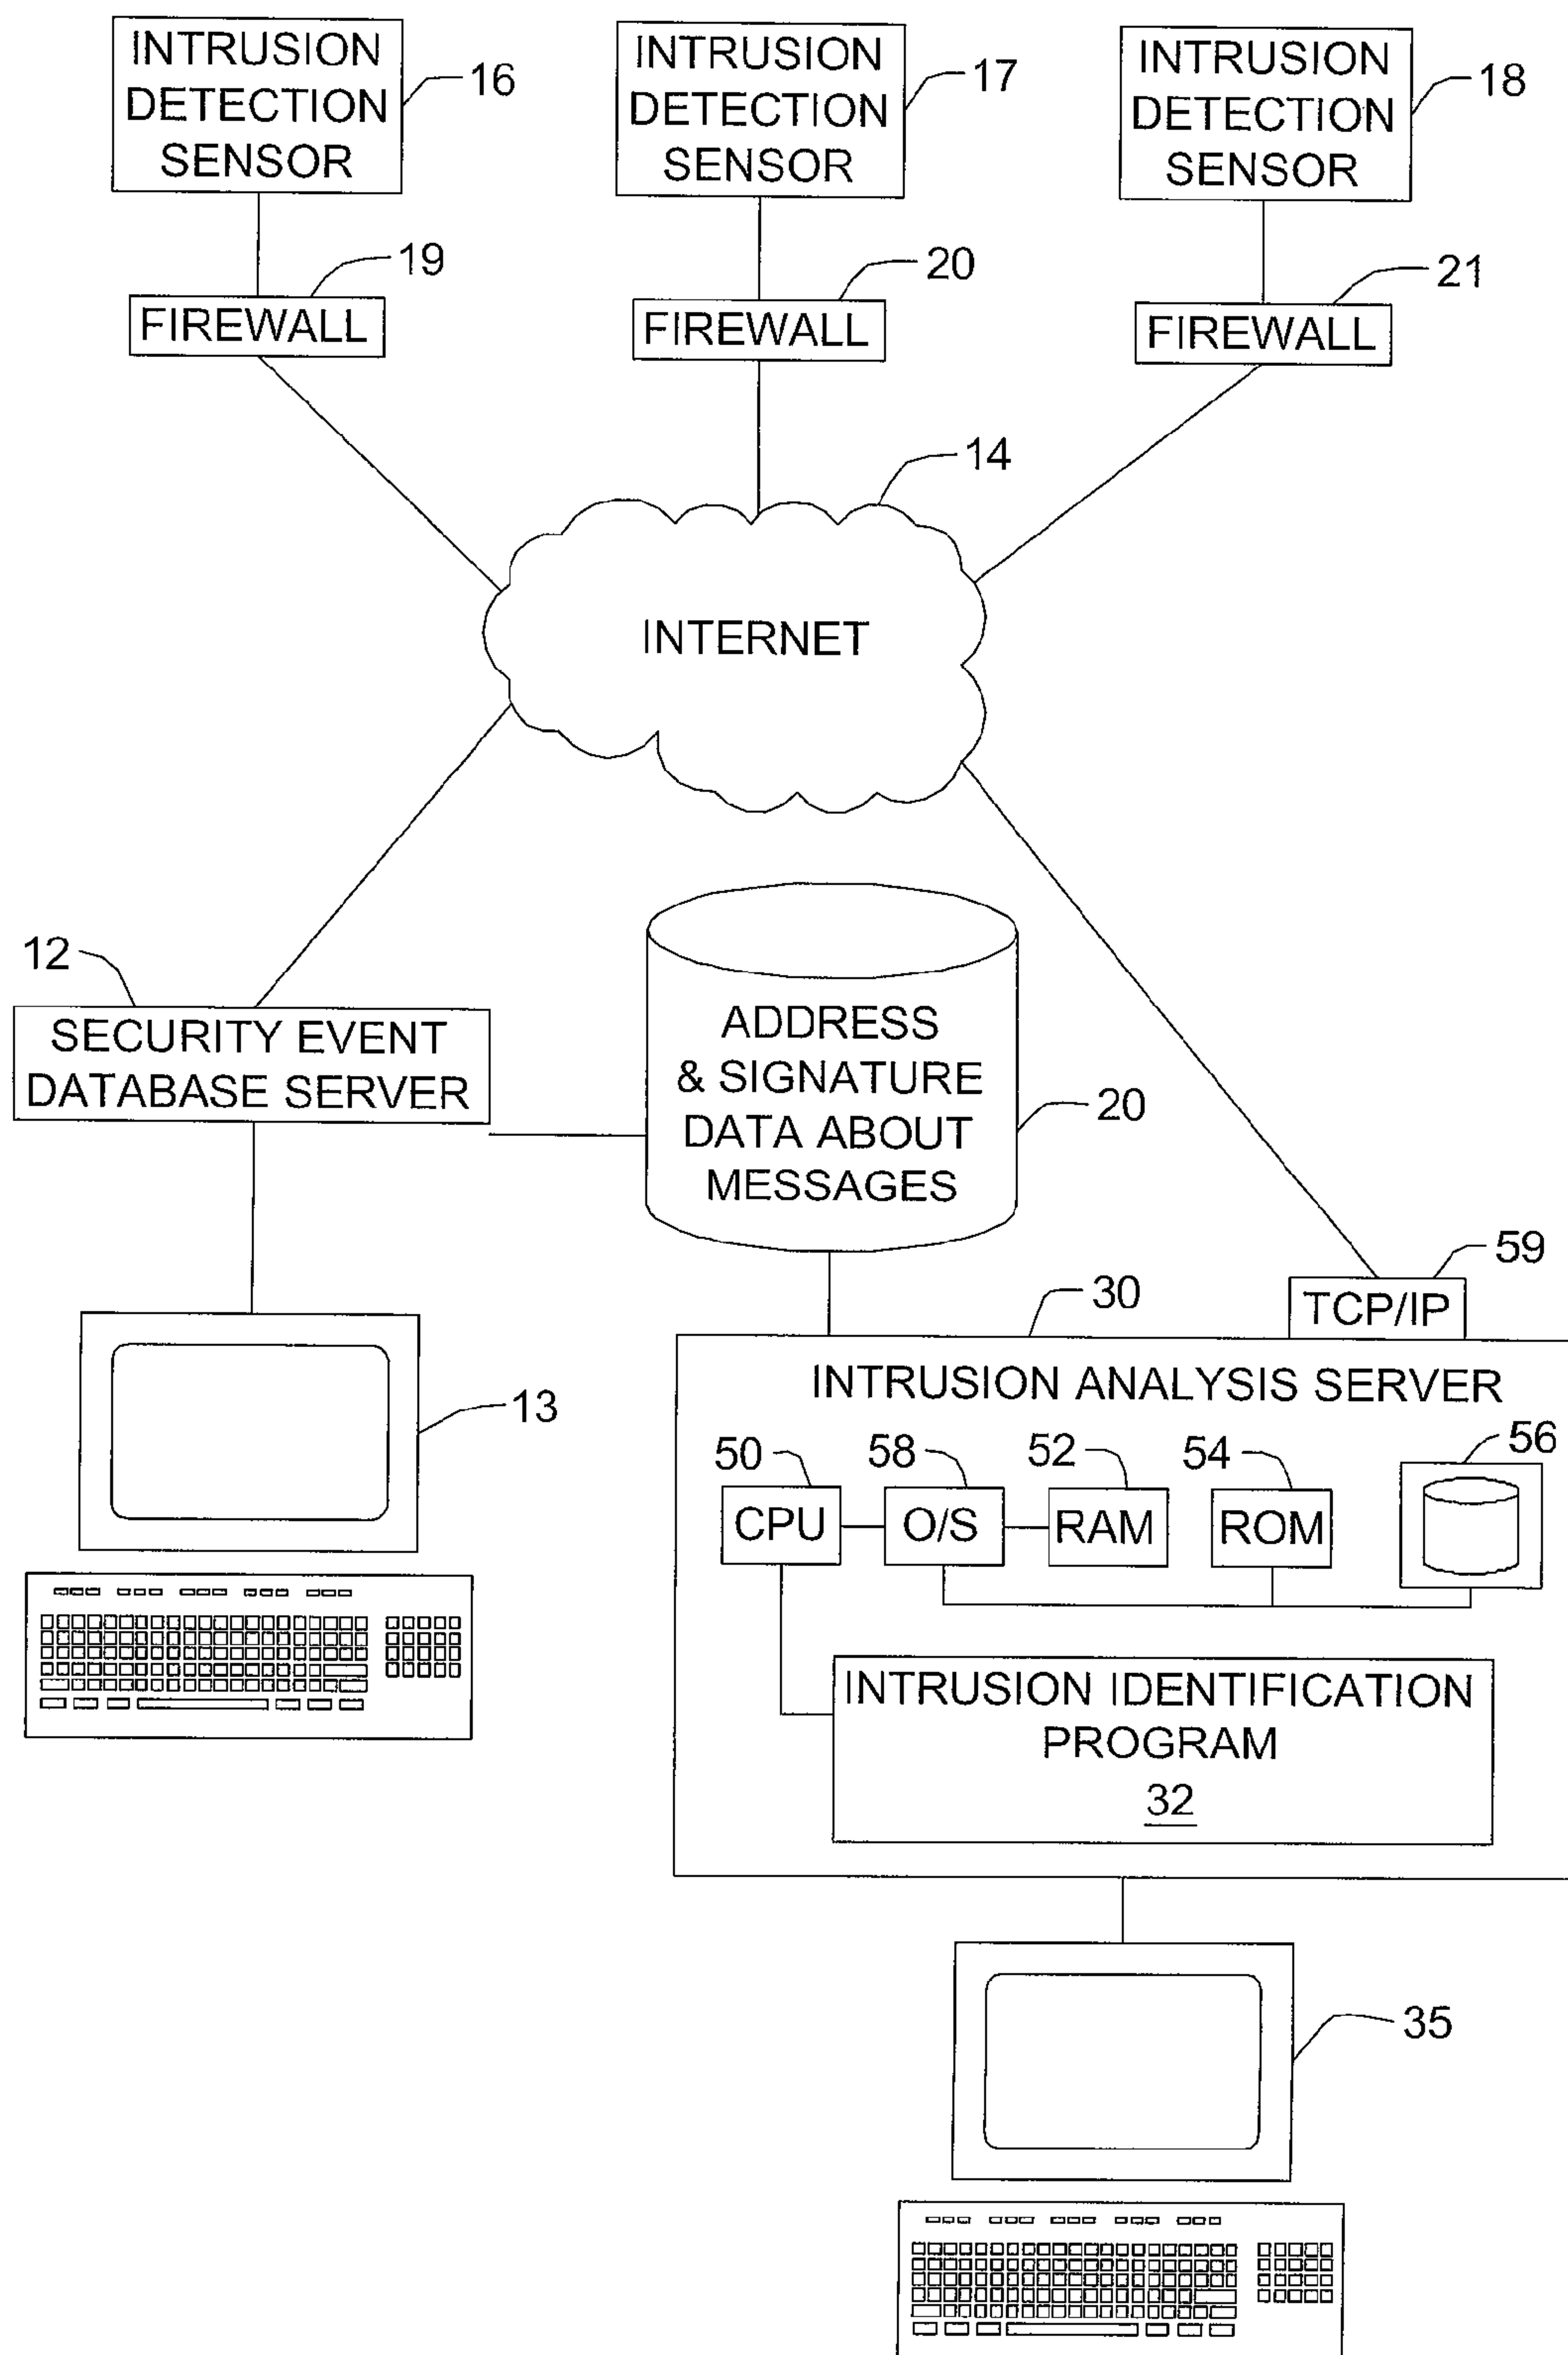 INTRUSION
DETECTION
SENSOR
16
INTRUSION
DETECTION
SENSOR
17
INTRUSION
DETECTION
SENSOR
18
19
FIREWALL
20
FIREWALL
21
FIREWALL
14
INTERNET
12
SECURITY EVENT
DATABASE SERVER
ADDRESS
& SIGNATURE
DATA ABOUT
MESSAGES
20
59
TCP/IP
30
INTRUSION ANALYSIS SERVER
13
50
58
52
54
56
CPU
O/S
RAM
ROM
INTRUSION IDENTIFICATION
PROGRAM
32
35